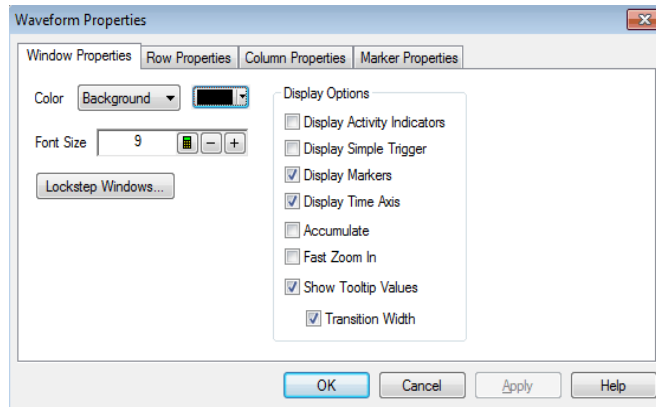 Waveform Properties
Window Properties Row Properties Column Properties Marker Properties
Color Background
Font Size 9 - +
Lockstep Windows...
Display Options
Display Activity Indicators
Display Simple Trigger
Display Markers
Display Time Axis
Accumulate
Fast Zoom In
Show Tooltip Values
Transition Width
OK Cancel Apply Help